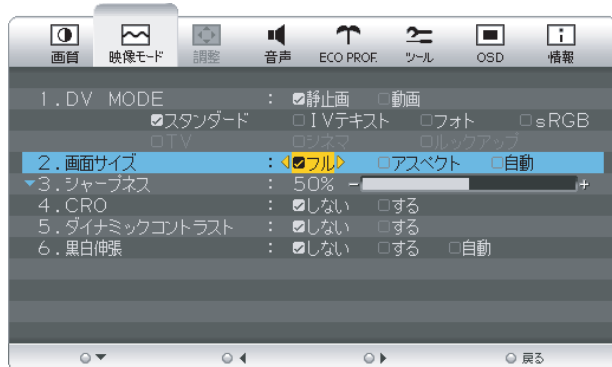 画質 映像モード 調整 音声 ECO PROF. ツール OSD 情報
1.DV MODE : ☑静止画 □動画
☑スタンダード □IVテキスト □フォト □sRGB
□TV □シネマ □ルックアップ
2.画面サイズ : ☑フル □アスペクト □自動
3.シャープネス : 50% − +
4.CRO : ☑しない □する
5.ダイナミックコントラスト : ☑しない □する
6.黒白伸張 : ☑しない □する □自動
戻る